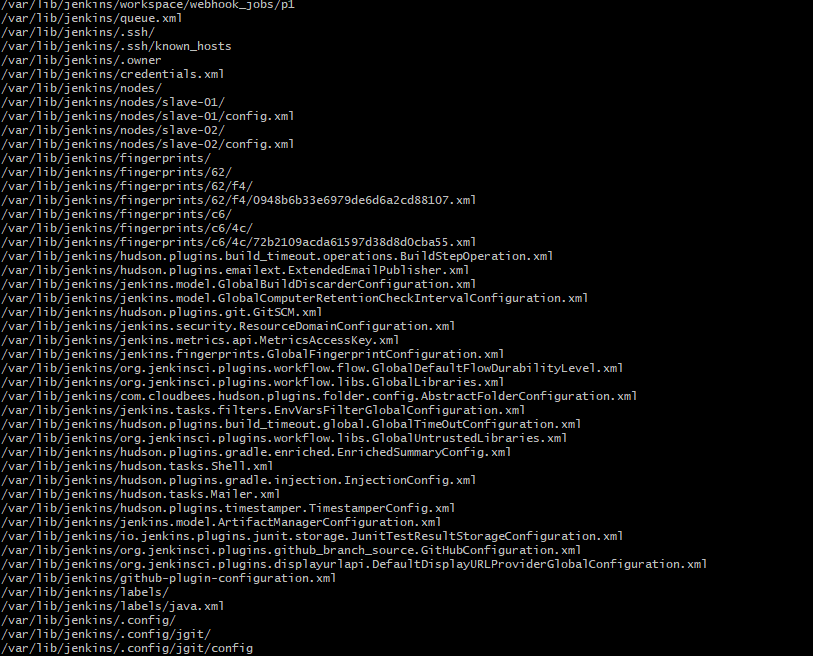 /var/lib/jenkins/workspace/webhook_jobs/p1
/var/lib/jenkins/queue.xml
/var/lib/jenkins/.ssh/
/var/lib/jenkins/.ssh/known_hosts
/var/lib/jenkins/.owner
/var/lib/jenkins/credentials.xml
/var/lib/jenkins/nodes/
/var/lib/jenkins/nodes/slave-01/
/var/lib/jenkins/nodes/slave-01/config.xml
/var/lib/jenkins/nodes/slave-02/
/var/lib/jenkins/nodes/slave-02/config.xml
/var/lib/jenkins/fingerprints/
/var/lib/jenkins/fingerprints/62/
/var/lib/jenkins/fingerprints/62/f4/
/var/lib/jenkins/fingerprints/62/f4/0948b6b33e6979de6d6a2cd88107.xml
/var/lib/jenkins/fingerprints/c6/
/var/lib/jenkins/fingerprints/c6/4c/
/var/lib/jenkins/fingerprints/c6/4c/72b2109acda61597d38d8d0cba55.xml
/var/lib/jenkins/hudson.plugins.build_timeout.operations.BuildStepOperation.xml
/var/lib/jenkins/hudson.plugins.emailext.ExtendedEmailPublisher.xml
/var/lib/jenkins/jenkins.model.GlobalBuildDiscarderConfiguration.xml
/var/lib/jenkins/jenkins.model.GlobalComputerRetentionCheckIntervalConfiguration.xml
/var/lib/jenkins/hudson.plugins.git.GitSCM.xml
/var/lib/jenkins/jenkins.security.ResourceDomainConfiguration.xml
/var/lib/jenkins/jenkins.metrics.api.MetricsAccessKey.xml
/var/lib/jenkins/jenkins.fingerprints.GlobalFingerprintConfiguration.xml
/var/lib/jenkins/org.jenkinsci.plugins.workflow.flow.GlobalDefaultFlowDurabilityLevel.xml
/var/lib/jenkins/org.jenkinsci.plugins.workflow.libs.GlobalLibraries.xml
/var/lib/jenkins/com.cloudbees.hudson.plugins.folder.config.AbstractFolderConfiguration.xml
/var/lib/jenkins/jenkins.tasks.filters.EnvVarsFilterGlobalConfiguration.xml
/var/lib/jenkins/hudson.plugins.build_timeout.global.GlobalTimeOutConfiguration.xml
/var/lib/jenkins/org.jenkinsci.plugins.workflow.libs.GlobalUntrustedLibraries.xml
/var/lib/jenkins/hudson.plugins.gradle.enriched.EnrichedSummaryConfig.xml
/var/lib/jenkins/hudson.tasks.Shell.xml
/var/lib/jenkins/hudson.plugins.gradle.injection.InjectionConfig.xml
/var/lib/jenkins/hudson.tasks.Mailer.xml
/var/lib/jenkins/hudson.plugins.timestamper.TimestamperConfig.xml
/var/lib/jenkins/jenkins.model.ArtifactManagerConfiguration.xml
/var/lib/jenkins/io.jenkins.plugins.junit.storage.JunitTestResultStorageConfiguration.xml
/var/lib/jenkins/org.jenkinsci.plugins.github_branch_source.GitHubConfiguration.xml
/var/lib/jenkins/org.jenkinsci.plugins.displayurlapi.DefaultDisplayURLProviderGlobalConfiguration.xml
/var/lib/jenkins/github-plugin-configuration.xml
/var/lib/jenkins/labels/
/var/lib/jenkins/labels/java.xml
/var/lib/jenkins/.config/
/var/lib/jenkins/.config/jgit/
/var/lib/jenkins/.config/jgit/config